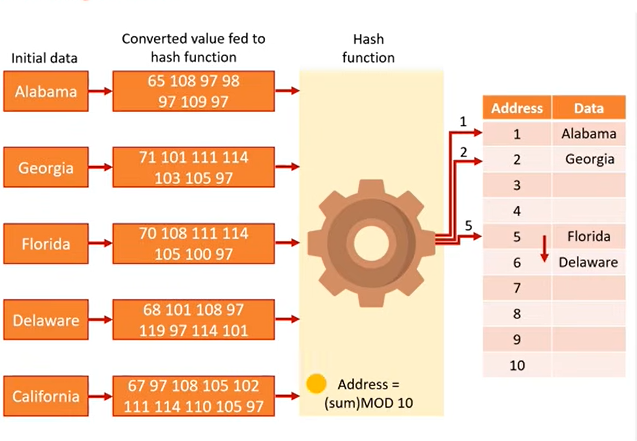 Initial data
Converted value fed to
hash function
Hash
function
Alabama
65 108 97 98
97 109 97
Georgia
71 101 111 114
103 105 97
Florida
70 108 111 114
105 100 97
Delaware
68 101 108 97
119 97 114 101
California
67 97 108 105 102
111 114 110 105 97
Address =
(sum)MOD 10
1
2
5
Address Data
1 Alabama
2 Georgia
3
4
5 Florida
6 Delaware
7
8
9
10